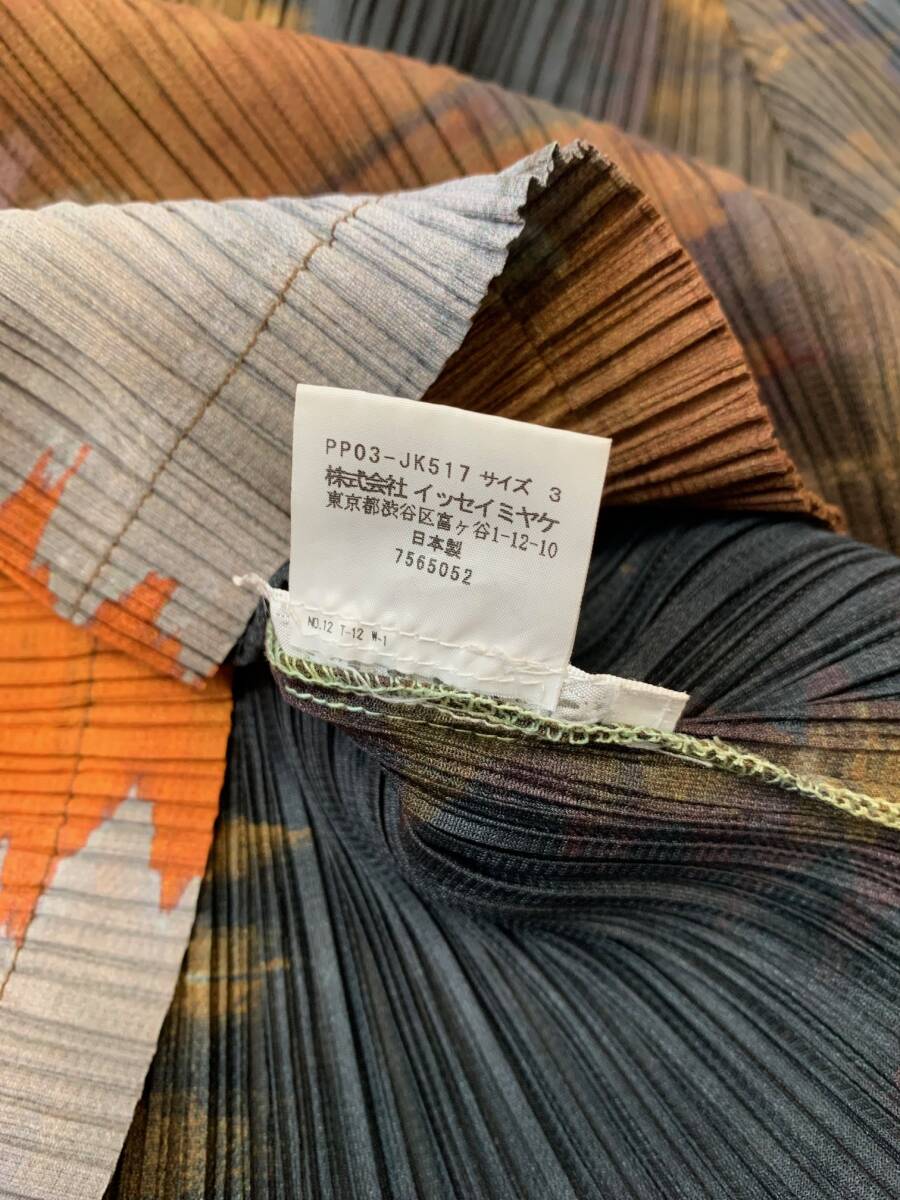 PP03-JK517 サイズ 3
株式会社 イッセイミヤケ
東京都渋谷区富ヶ谷1-12-10
日本製
7565052
NO.12 T-12 W-1